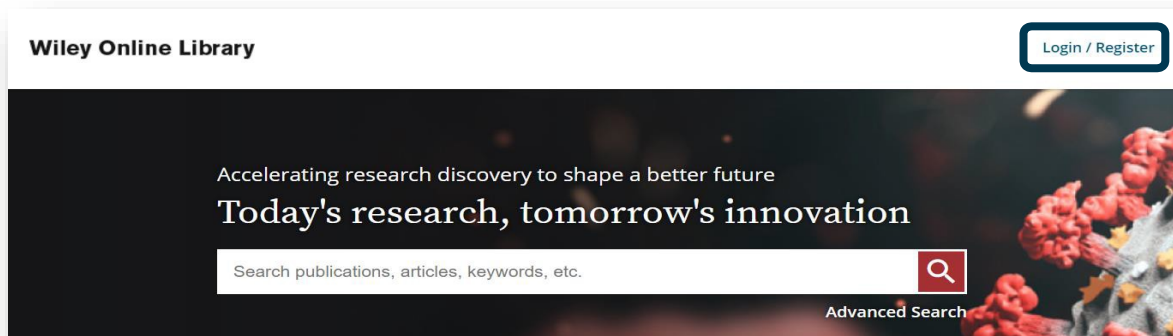 Wiley Online Library
Login / Register
Accelerating research discovery to shape a better future
Today's research, tomorrow's innovation
Search publications, articles, keywords, etc.
Advanced Search